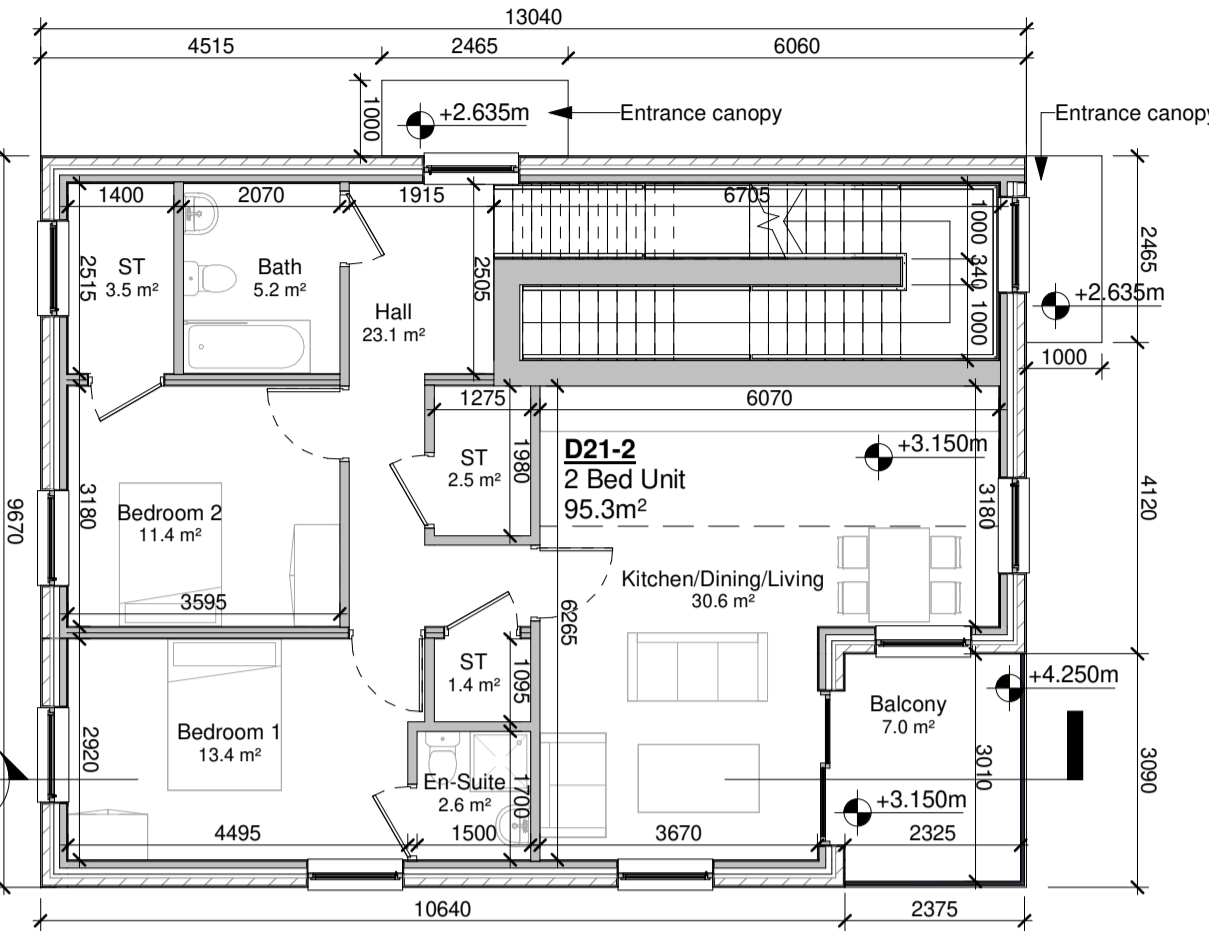 13040
4515
2465
6060
1000
+2.635m
Entrance canopy
Entrance canopy
1400
2070
1915
6705
1000
340
1000
2465
2515
ST
3.5 m²
Bath
5.2 m²
2505
Hall
23.1 m²
+2.635m
1000
1275
6070
1980
ST
2.5 m²
D21-2
2 Bed Unit
95.3m²
+3.150m
3180
4120
9670
3180
Bedroom 2
11.4 m²
3595
Kitchen/Dining/Living
30.6 m²
6265
ST
1.4 m²
1095
+4.250m
Balcony
7.0 m²
Bedroom 1
13.4 m²
2920
En-Suite
2.6 m²
1700
3010
3090
+3.150m
4495
1500
3670
2325
10640
2375